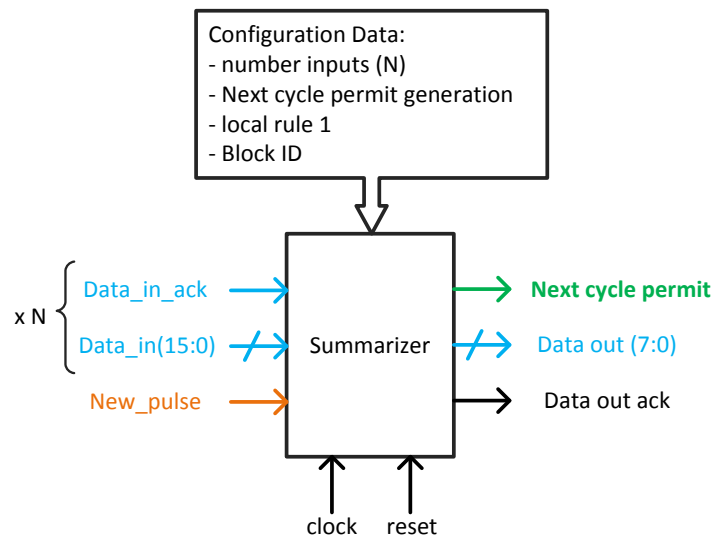 Configuration Data:
- number inputs (N)
- Next cycle permit generation
- local rule 1
- Block ID
x N
Data_in_ack
Data_in(15:0)
New_pulse
Summarizer
Next cycle permit
Data out (7:0)
Data out ack
clock
reset